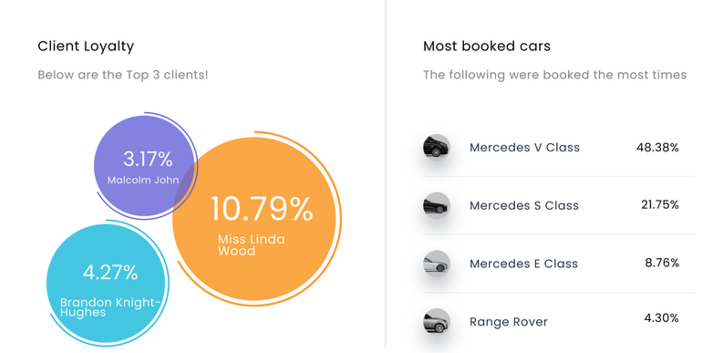 Client Loyalty
Below are the Top 3 clients!
3.17%
Malcolm John
10.79%
Miss Linda
Wood
4.27%
Brandon Knight-
Hughes
Most booked cars
The following were booked the most times
Mercedes V Class 48.38%
Mercedes S Class 21.75%
Mercedes E Class 8.76%
Range Rover 4.30%